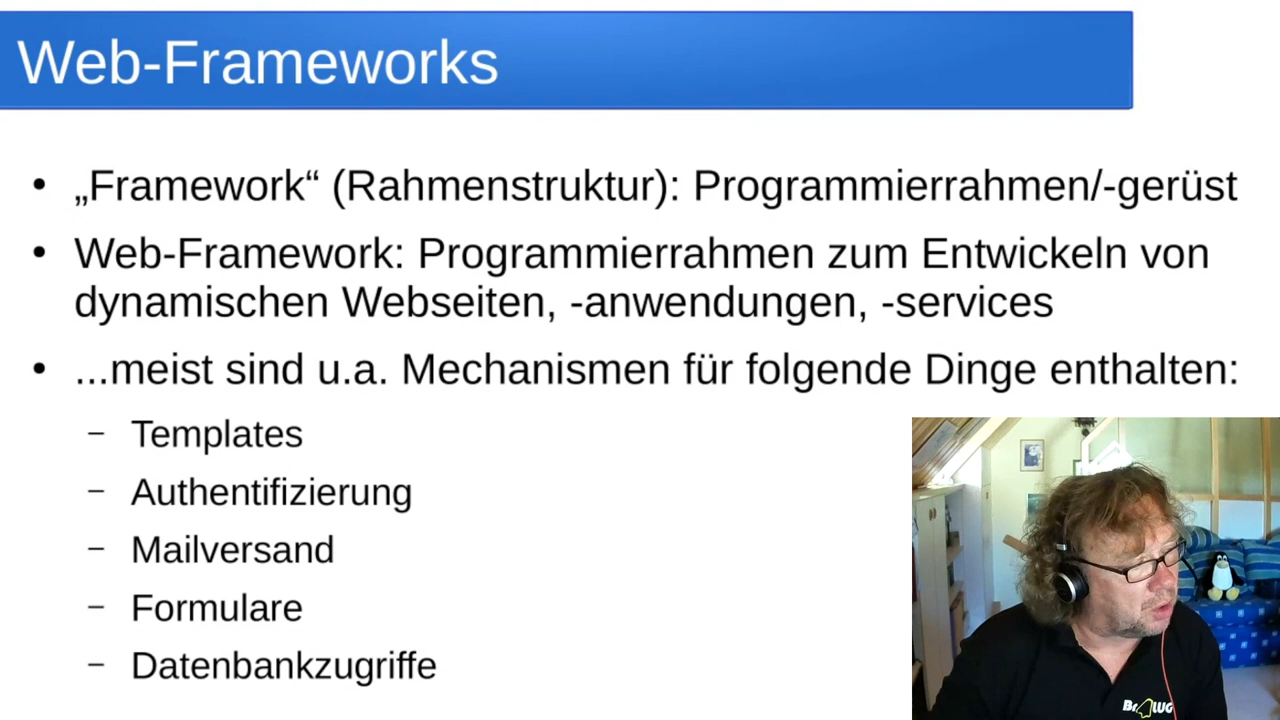 Web-Frameworks
• „Framework“ (Rahmenstruktur): Programmierrahmen/-gerüst
• Web-Framework: Programmierrahmen zum Entwickeln von
dynamischen Webseiten, -anwendungen, -services
• ...meist sind u.a. Mechanismen für folgende Dinge enthalten:
– Templates
– Authentifizierung
– Mailversand
– Formulare
– Datenbankzugriffe